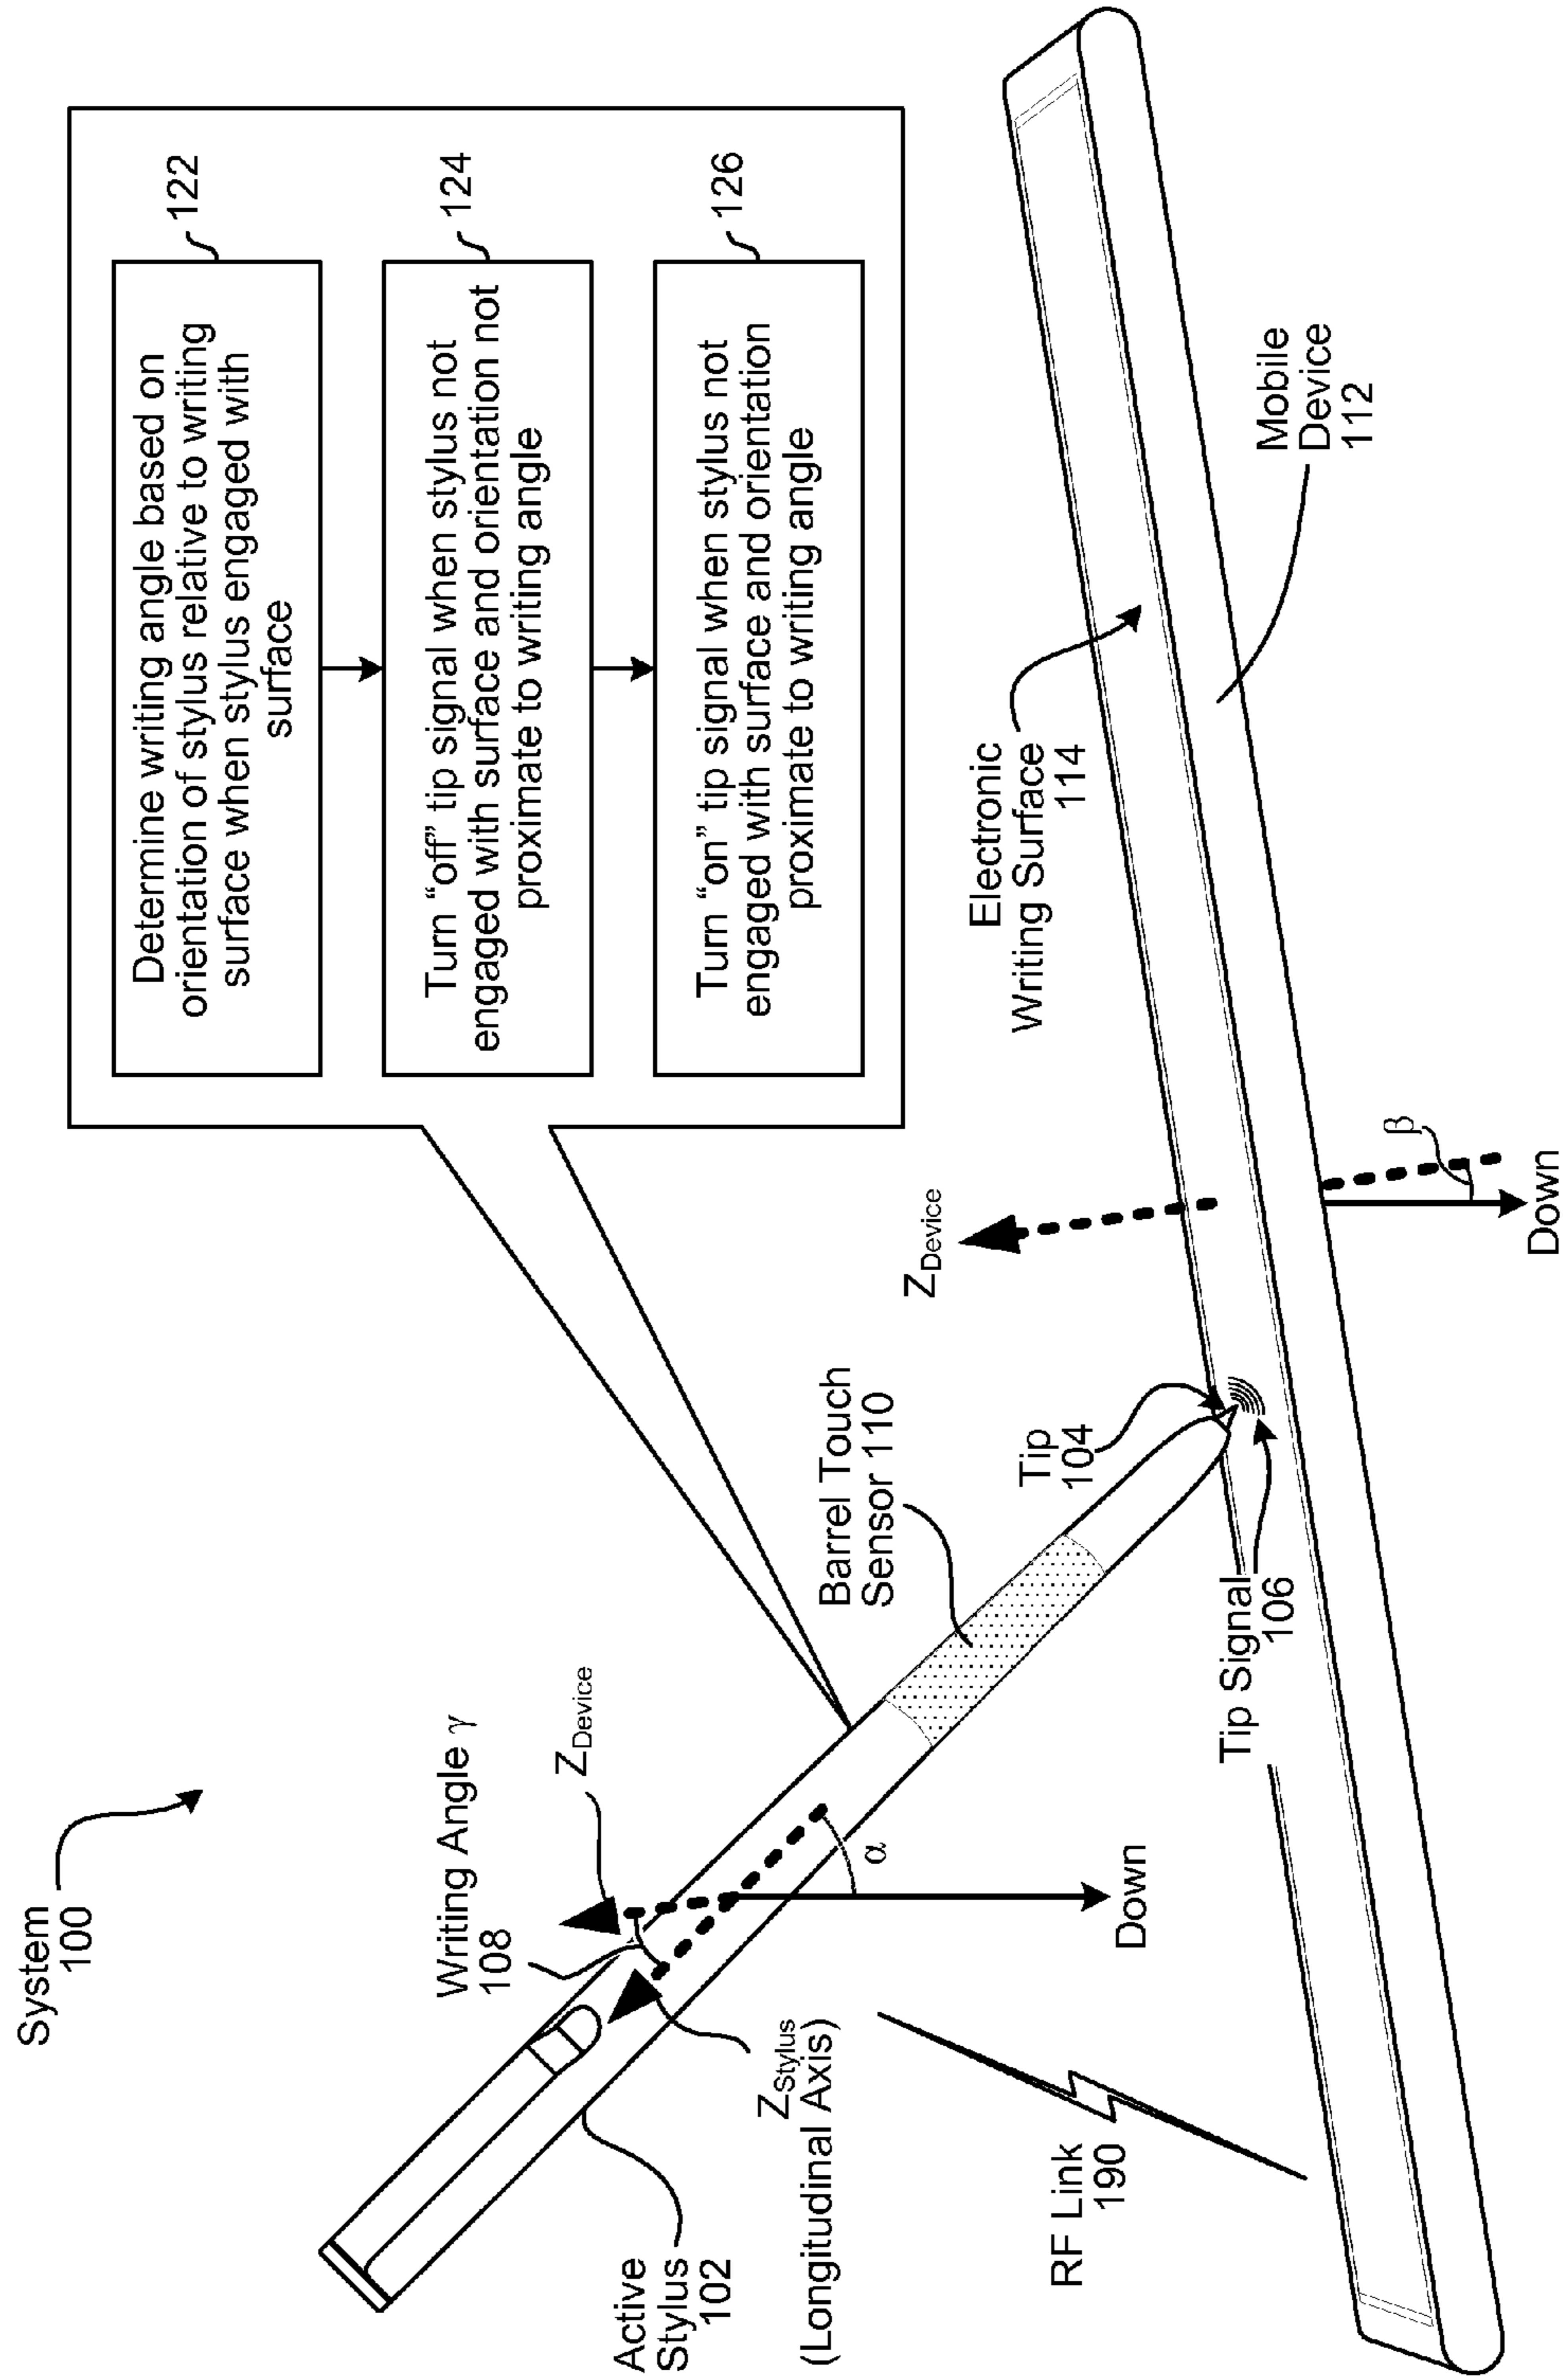 System
100
Determine writing angle based on
orientation of stylus relative to writing
surface when stylus engaged with
surface
122
Turn “off” tip signal when stylus not
engaged with surface and orientation not
proximate to writing angle
124
Turn “on” tip signal when stylus not
engaged with surface and orientation
proximate to writing angle
126
Writing Angle γ
108
ZDevice
Active
Stylus
102
ZStylus
(Longitudinal Axis)
α
Down
Barrel Touch
Sensor 110
Tip
104
Tip Signal
106
RF Link
190
ZDevice
Electronic
Writing Surface
114
Mobile
Device
112
β
Down